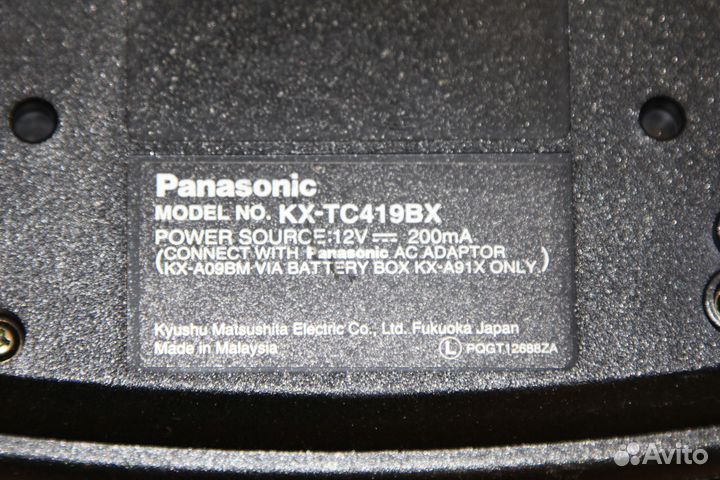 Panasonic
MODEL NO. KX-TC419BX
POWER SOURCE:12V⎓ 200mA
(CONNECT WITH Panasonic AC ADAPTOR
KX-A09BM VIA BATTERY BOX KX-A91X ONLY.)
Kyushu Matsushita Electric Co., Ltd. Fukuoka Japan
Made in Malaysia Ⓛ PQGT12688ZA
Avito